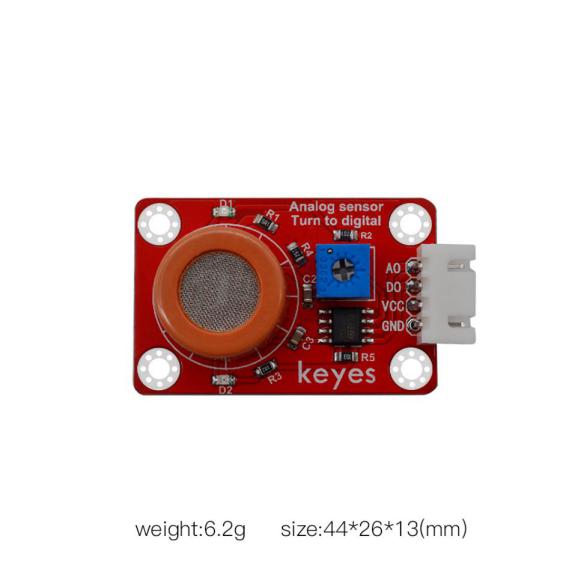 Analog sensor
Turn to digital
D1
R1
R2
R4
C2
AO
DO
VCC
GND
C3
R5
keyes
R3
D2
weight:6.2g size:44*26*13(mm)